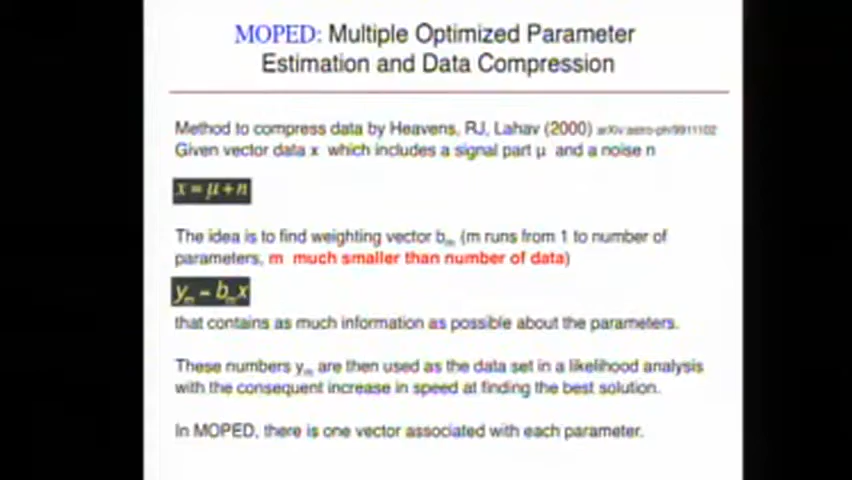 MOPED: Multiple Optimized Parameter
Estimation and Data Compression
Method to compress data by Heavens, RJ, Lahav (2000) arXiv:astro-ph/9911102
Given vector data x which includes a signal part μ and a noise n
x = μ + n
The idea is to find weighting vector bₘ (m runs from 1 to number of
parameters, m much smaller than number of data)
yₘ = bₘx
that contains as much information as possible about the parameters.
These numbers yₘ are then used as the data set in a likelihood analysis
with the consequent increase in speed at finding the best solution.
In MOPED, there is one vector associated with each parameter.